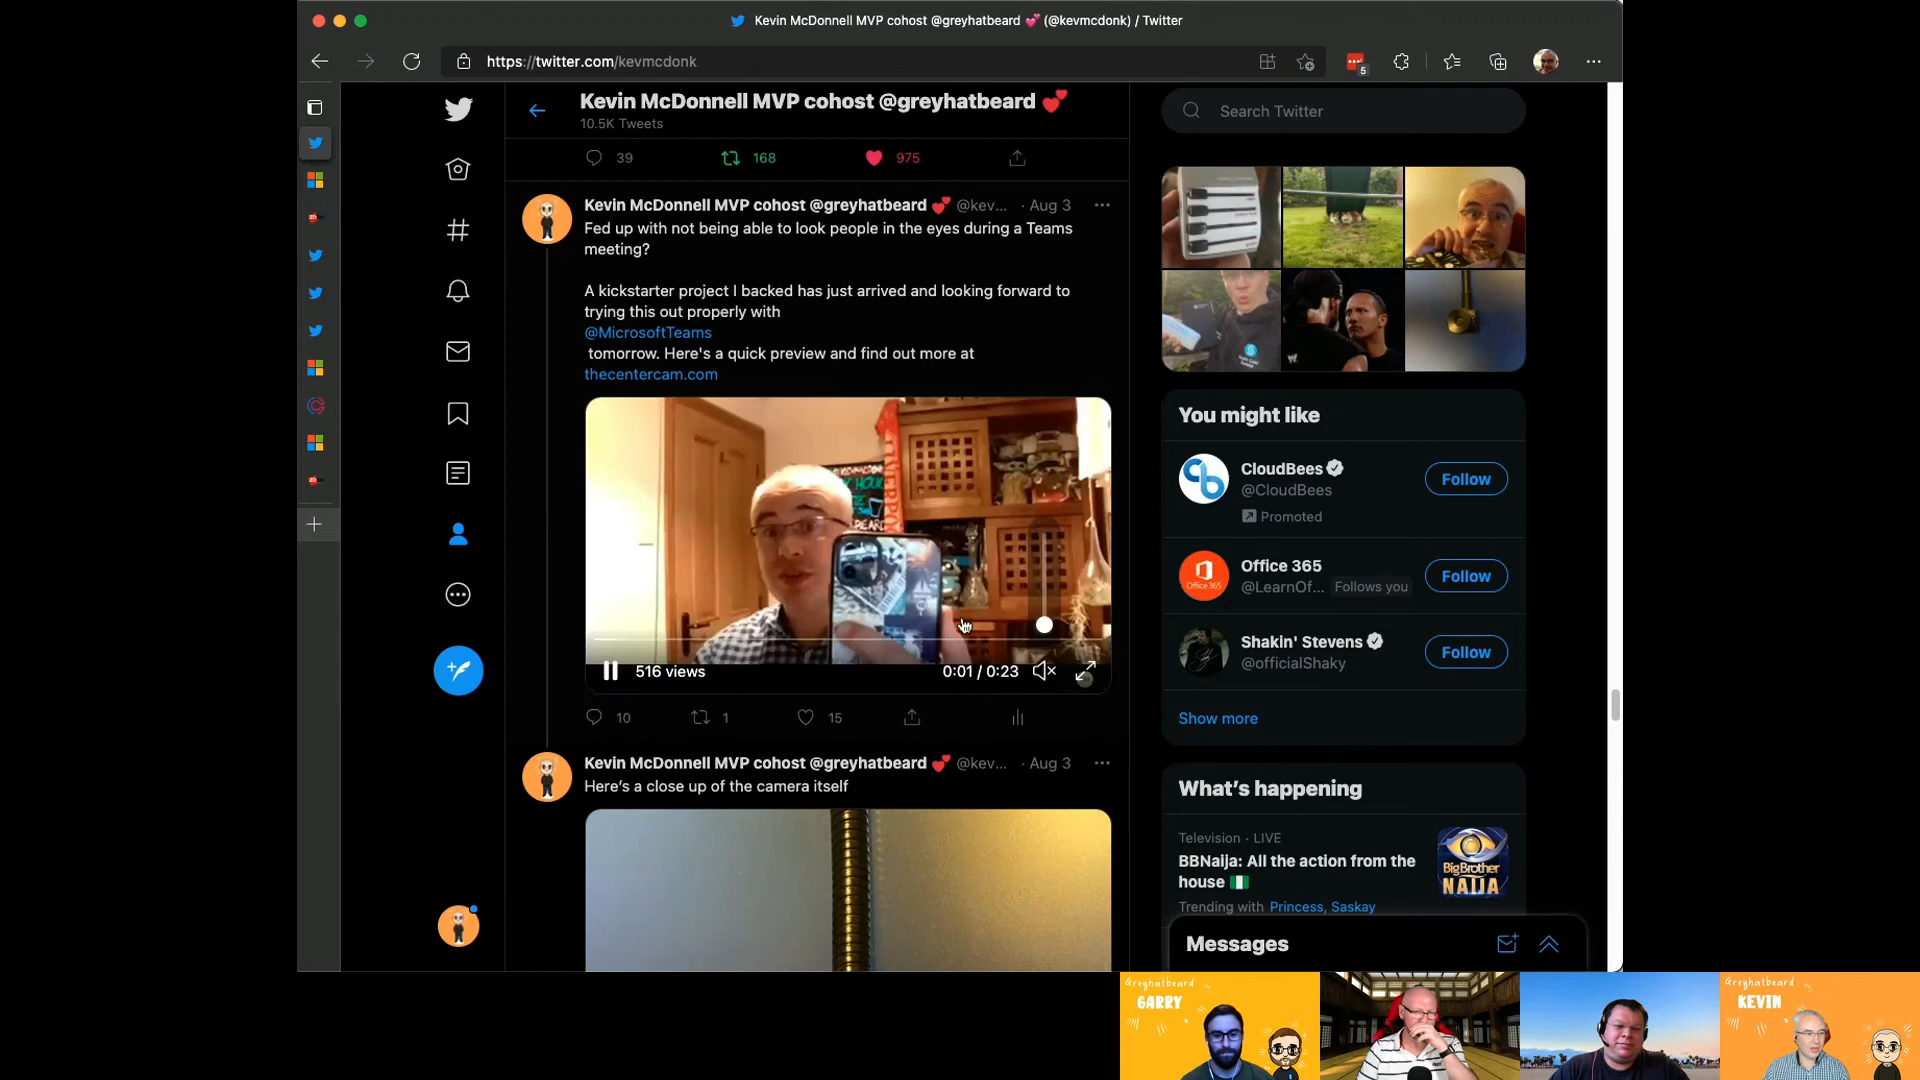 Kevin McDonnell MVP cohost @greyhatbeard 💕 (@kevmcdonk) / Twitter
https://twitter.com/kevmcdonk
5
Kevin McDonnell MVP cohost @greyhatbeard 💕
10.5K Tweets
39 168 975
Kevin McDonnell MVP cohost @greyhatbeard 💕 @kev... · Aug 3
Fed up with not being able to look people in the eyes during a Teams
meeting?
A kickstarter project I backed has just arrived and looking forward to
trying this out properly with
@MicrosoftTeams
tomorrow. Here's a quick preview and find out more at
thecentercam.com
516 views
0:01 / 0:23
10 1 15
Kevin McDonnell MVP cohost @greyhatbeard 💕 @kev... · Aug 3
Here's a close up of the camera itself
Search Twitter
You might like
CloudBees
@CloudBees
Promoted
Follow
Office 365
Office 365
@LearnOf... Follows you
Follow
Shakin' Stevens
@officialShaky
Follow
Show more
What's happening
Television · LIVE
BBNaija: All the action from the
house 🇳🇬
Trending with Princess, Saskay
BigBrother
NAIJA
Messages
Greyhatbeard
GARRY
Greyhatbeard
KEVIN